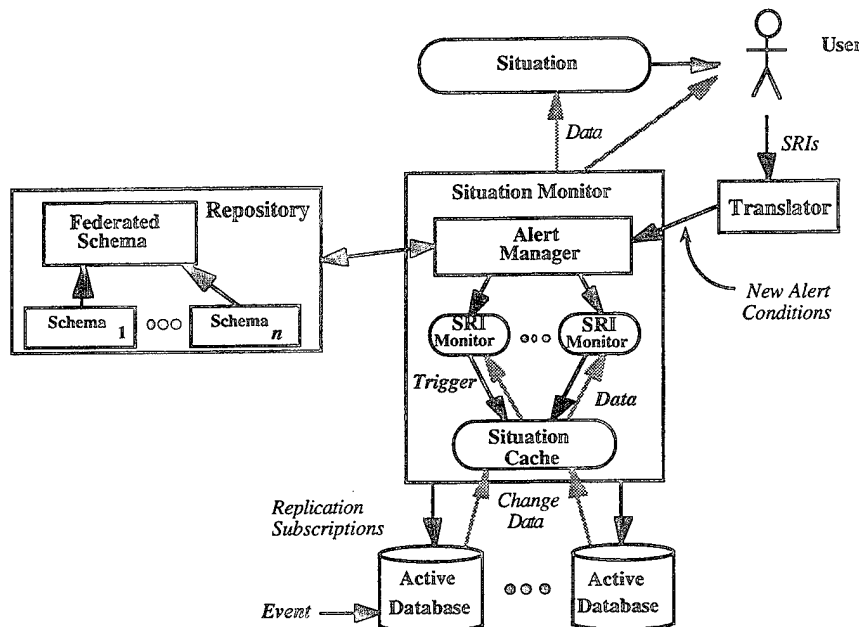 User
Situation
Data
SRIs
Situation Monitor
Repository
Federated
Schema
Translator
Alert
Manager
New Alert
Conditions
Schema 1
ooo
Schema n
SRI
Monitor
ooo
SRI
Monitor
Trigger
Data
Situation
Cache
Replication
Subscriptions
Change
Data
Active
Database
ooo
Active
Database
Event